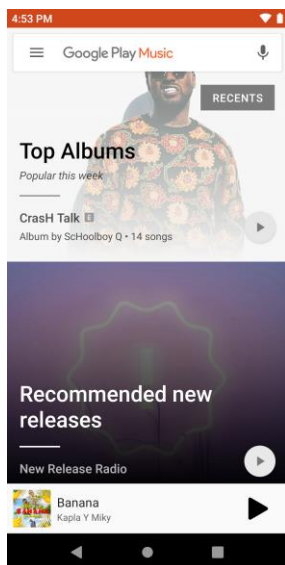 4:53 PM
Google Play Music
RECENTS
Top Albums
Popular this week
CrasH Talk E
Album by ScHoolboy Q • 14 songs
Recommended new
releases
New Release Radio
Banana
Kapla Y Miky